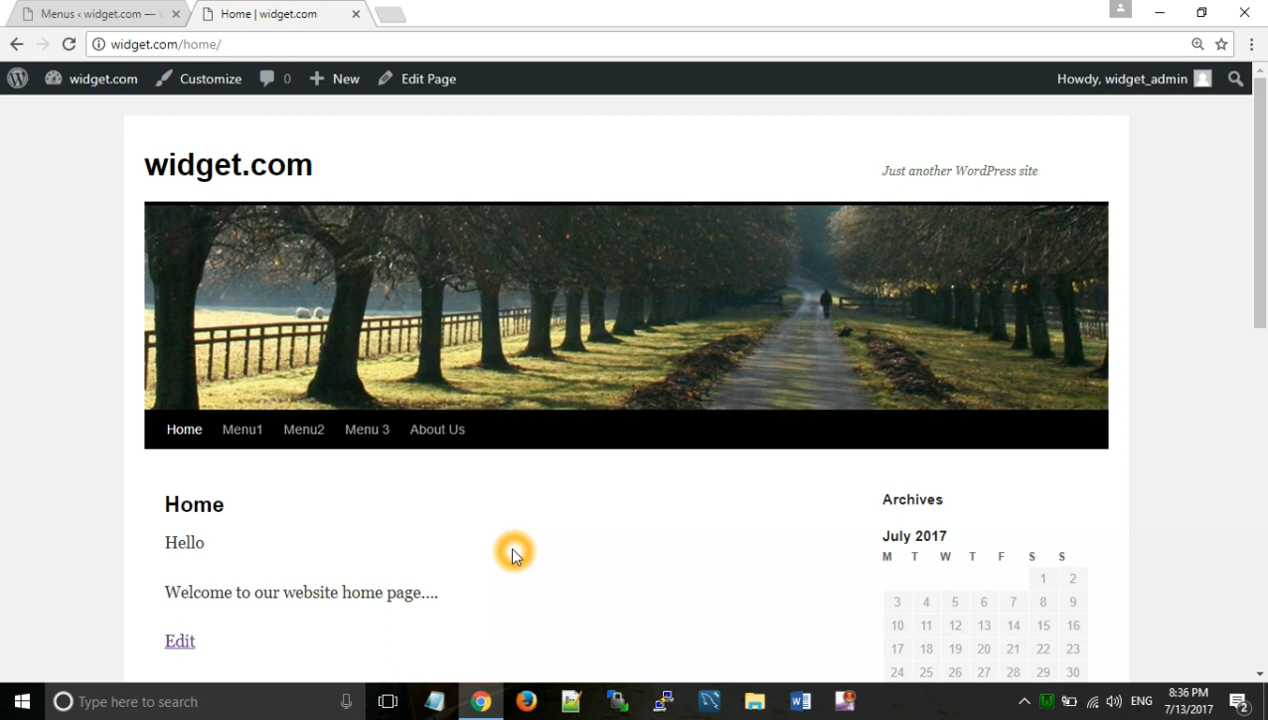 Menus ‹ widget.com —
Home | widget.com
widget.com/home/
widget.com
Customize
0
New
Edit Page
Howdy, widget_admin
widget.com
Just another WordPress site
Home
Menu1
Menu2
Menu 3
About Us
Home
Hello
Welcome to our website home page....
Edit
Archives
July 2017
M T W T F S S
1 2
3 4 5 6 7 8 9
10 11 12 13 14 15 16
17 18 19 20 21 22 23
24 25 26 27 28 29 30
Type here to search
ENG
8:36 PM
7/13/2017
2